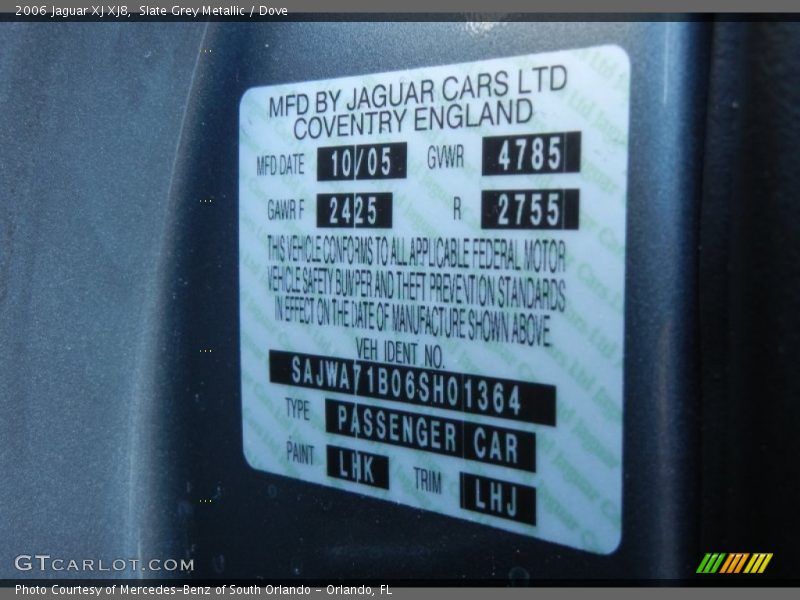 2006 Jaguar XJ XJ8, Slate Grey Metallic / Dove
MFD BY JAGUAR CARS LTD
COVENTRY ENGLAND
MFD DATE 10/05 GVWR 4785
GAWR F 2425 R 2755
THIS VEHICLE CONFORMS TO ALL APPLICABLE FEDERAL MOTOR
VEHICLE SAFETY BUMPER AND THEFT PREVENTION STANDARDS
IN EFFECT ON THE DATE OF MANUFACTURE SHOWN ABOVE.
VEH IDENT NO.
SAJWA71B06SH01364
TYPE PASSENGER CAR
PAINT LHK TRIM LHJ
GTCARLOT.COM
Photo Courtesy of Mercedes-Benz of South Orlando - Orlando, FL